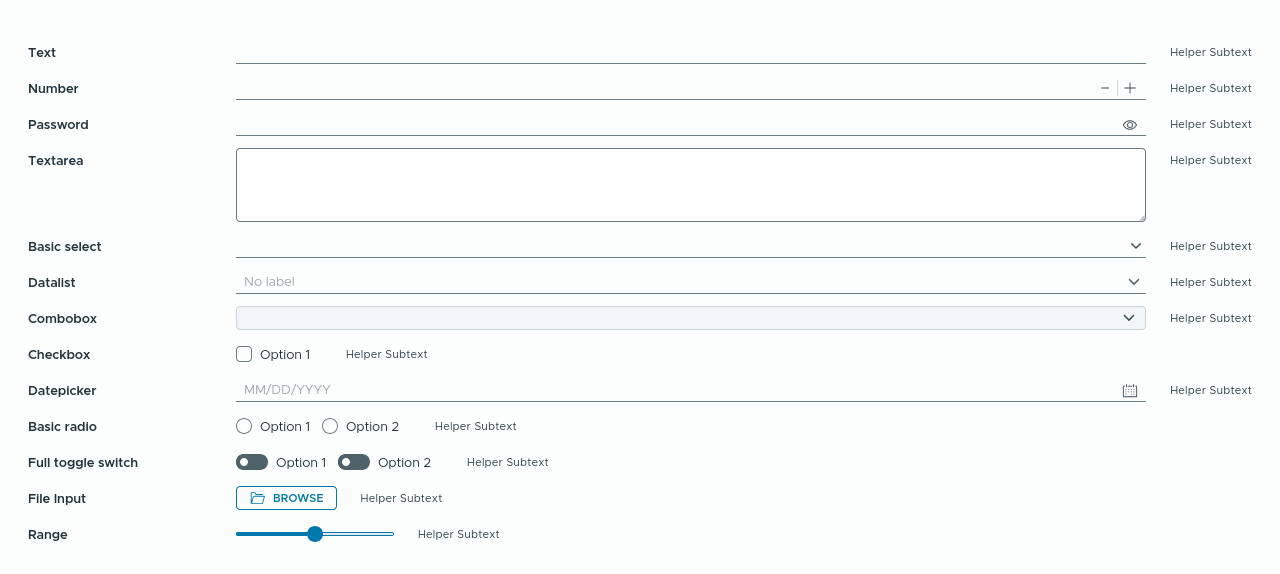 Text Helper Subtext
Number Helper Subtext
Password Helper Subtext
Textarea Helper Subtext
Basic select Helper Subtext
Datalist No label Helper Subtext
Combobox Helper Subtext
Checkbox Option 1 Helper Subtext
Datepicker MM/DD/YYYY Helper Subtext
Basic radio Option 1 Option 2 Helper Subtext
Full toggle switch Option 1 Option 2 Helper Subtext
File Input BROWSE Helper Subtext
Range Helper Subtext